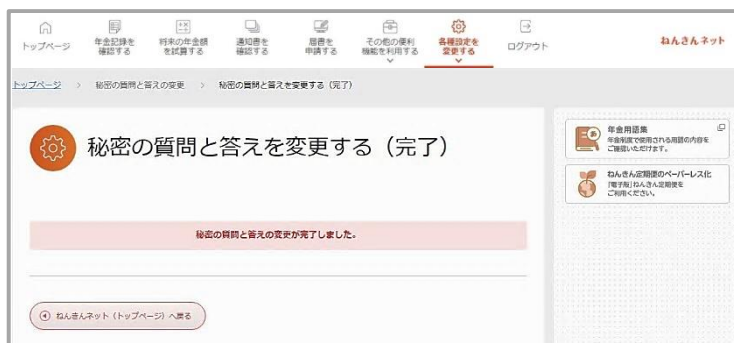 トップページ
年金記録を
確認する
将来の年金額
を試算する
通知書を
確認する
届書を
申請する
その他の便利
機能を利用する
各種設定を
変更する
ログアウト
ねんきんネット
トップページ > 秘密の質問と答えの変更 > 秘密の質問と答えを変更する（完了）
秘密の質問と答えを変更する（完了）
秘密の質問と答えの変更が完了しました。
ねんきんネット（トップページ）へ戻る
年金用語集
年金制度で使用される用語の内容を
ご確認いただけます。
ねんきん定期便のペーパーレス化
「電子版」ねんきん定期便を
ご利用ください。